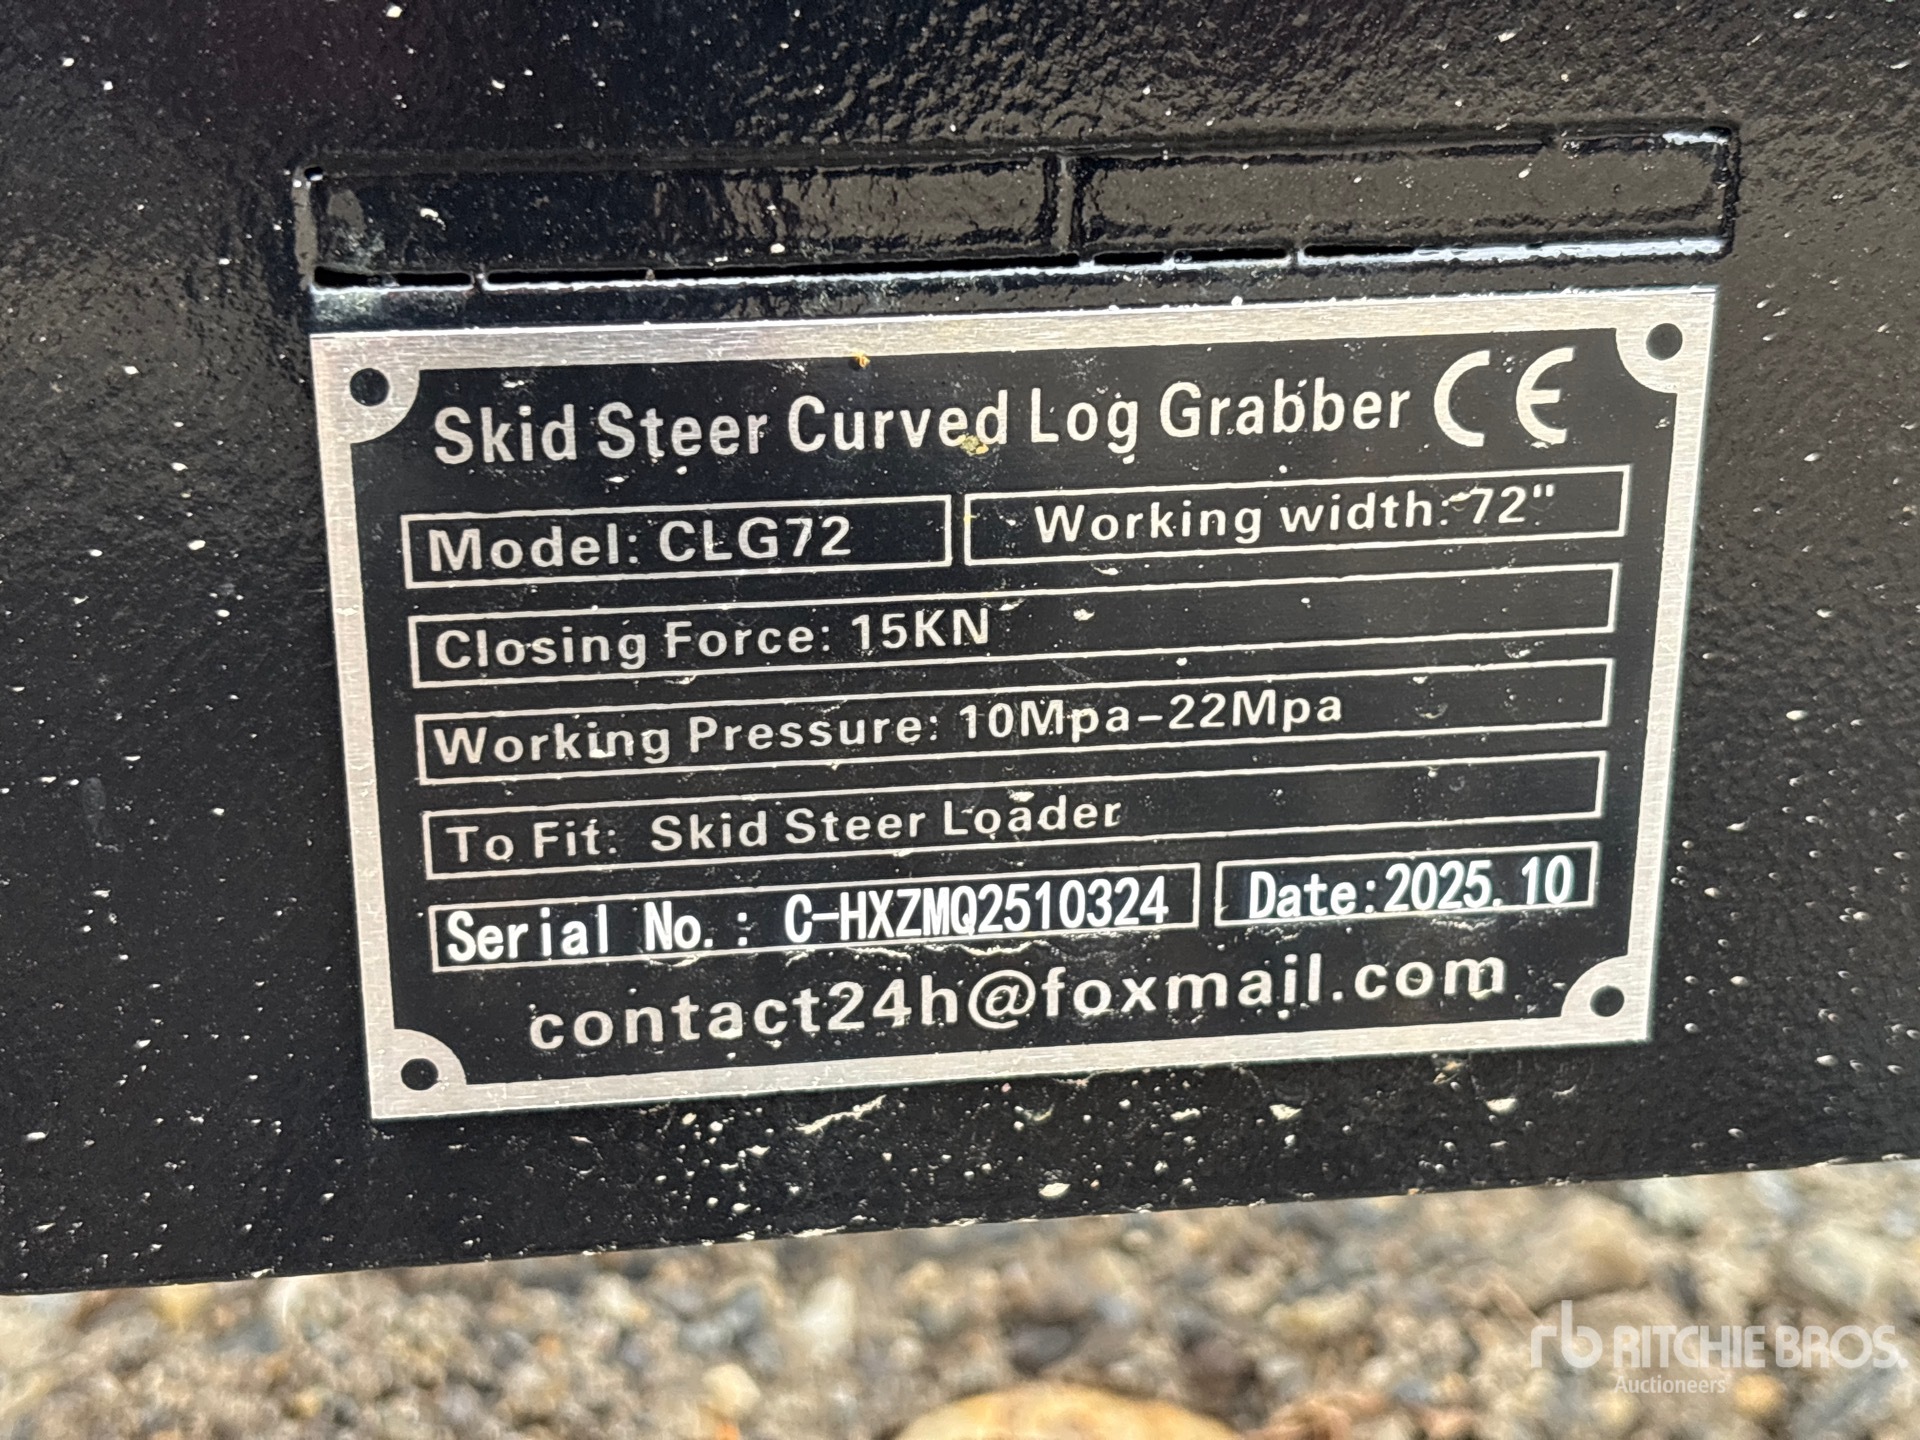 Skid Steer Curved Log Grabber CE
Model: CLG72
Working width: 72"
Closing Force: 15KN
Working Pressure: 10Mpa-22Mpa
To Fit: Skid Steer Loader
Serial No.: C-HXZMQ2510324
Date:2025.10
contact24h@foxmail.com
rb RITCHIE BROS.
Auctioneers